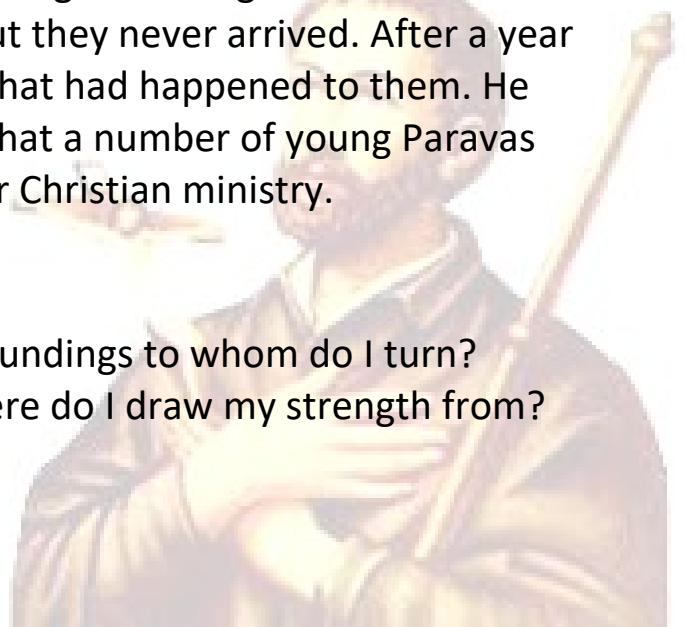 ut they never arrived. After a year
hat had happened to them. He
hat a number of young Paravas
r Christian ministry.
undings to whom do I turn?
ere do I draw my strength from?